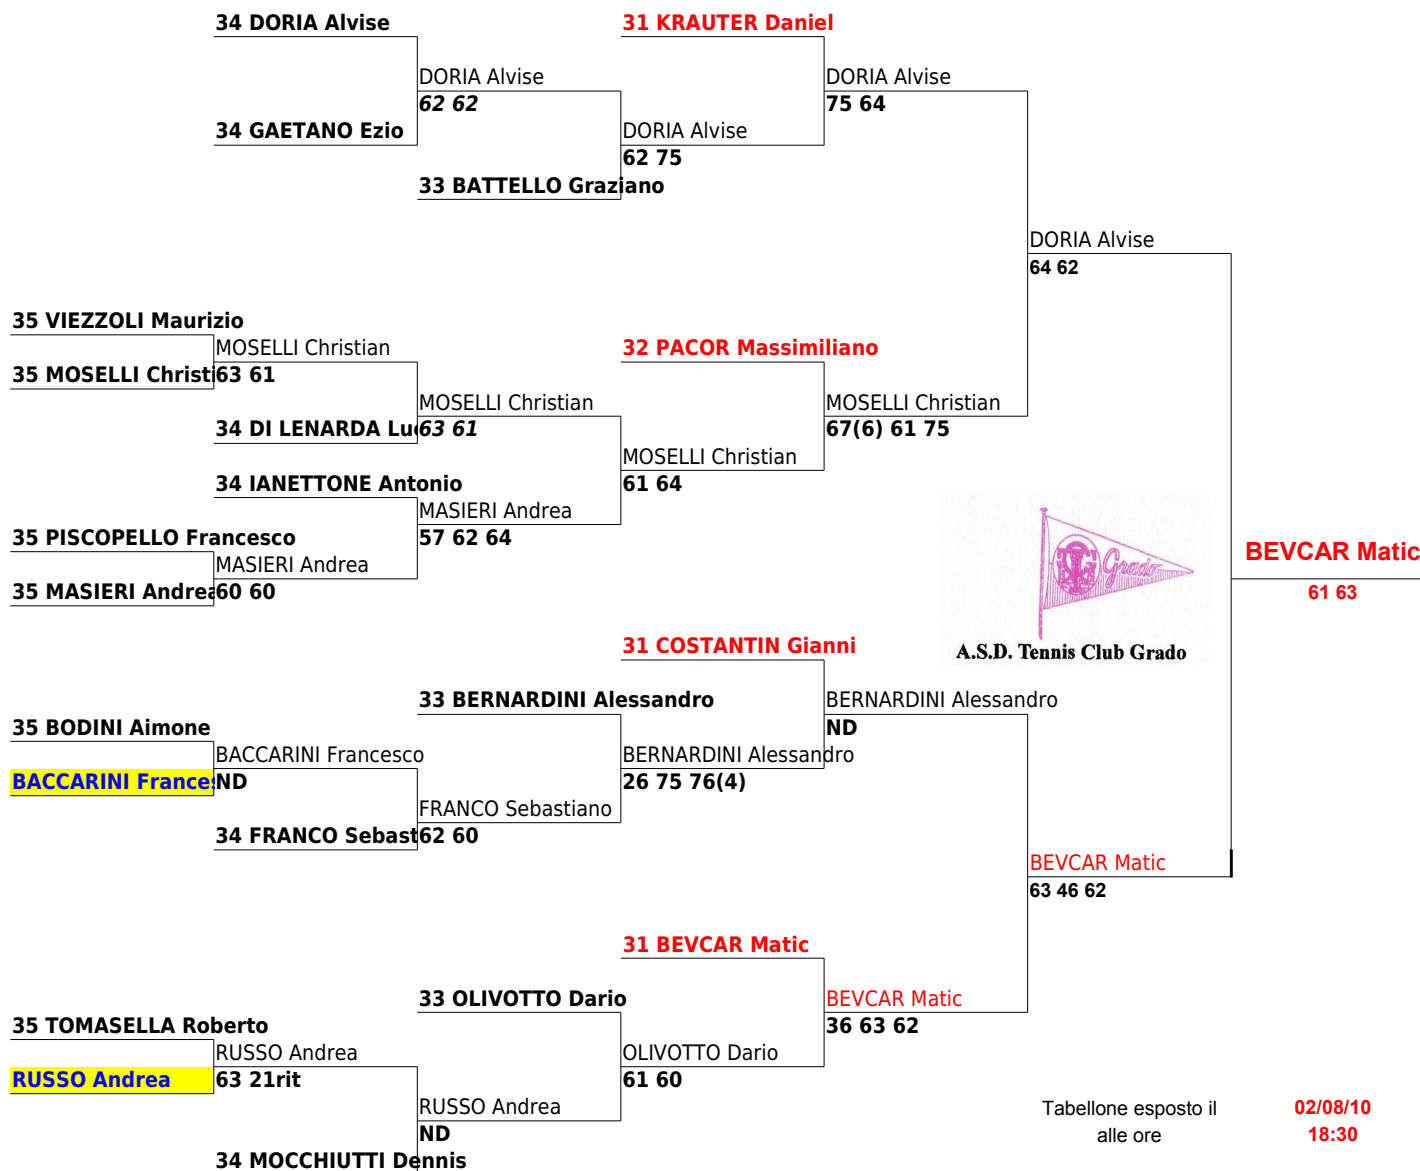 34 DORIA Alvise
31 KRAUTER Daniel
DORIA Alvise
62 62
DORIA Alvise
75 64
34 GAETANO Ezio
DORIA Alvise
62 75
33 BATTELLO Graziano
DORIA Alvise
64 62
35 VIEZZOLI Maurizio
MOSELLI Christian
63 61
35 MOSELLI Christi
32 PACOR Massimiliano
MOSELLI Christian
63 61
MOSELLI Christian
67(6) 61 75
34 DI LENARDA Lu
MOSELLI Christian
61 64
34 IANETTONE Antonio
MASIERI Andrea
57 62 64
35 PISCOPELLO Francesco
MASIERI Andrea
60 60
35 MASIERI Andrea
Grado
A.S.D. Tennis Club Grado
BEVCAR Matic
61 63
31 COSTANTIN Gianni
33 BERNARDINI Alessandro
BERNARDINI Alessandro
ND
35 BODINI Aimone
BACCARINI Francesco
ND
BERNARDINI Alessandro
26 75 76(4)
BACCARINI Frances
FRANCO Sebastiano
62 60
34 FRANCO Sebast
BEVCAR Matic
63 46 62
31 BEVCAR Matic
33 OLIVOTTO Dario
BEVCAR Matic
36 63 62
35 TOMASELLA Roberto
RUSSO Andrea
63 21rit
OLIVOTTO Dario
61 60
RUSSO Andrea
RUSSO Andrea
ND
34 MOCCHIUTTI Dennis
Tabellone esposto il 02/08/10
alle ore 18:30